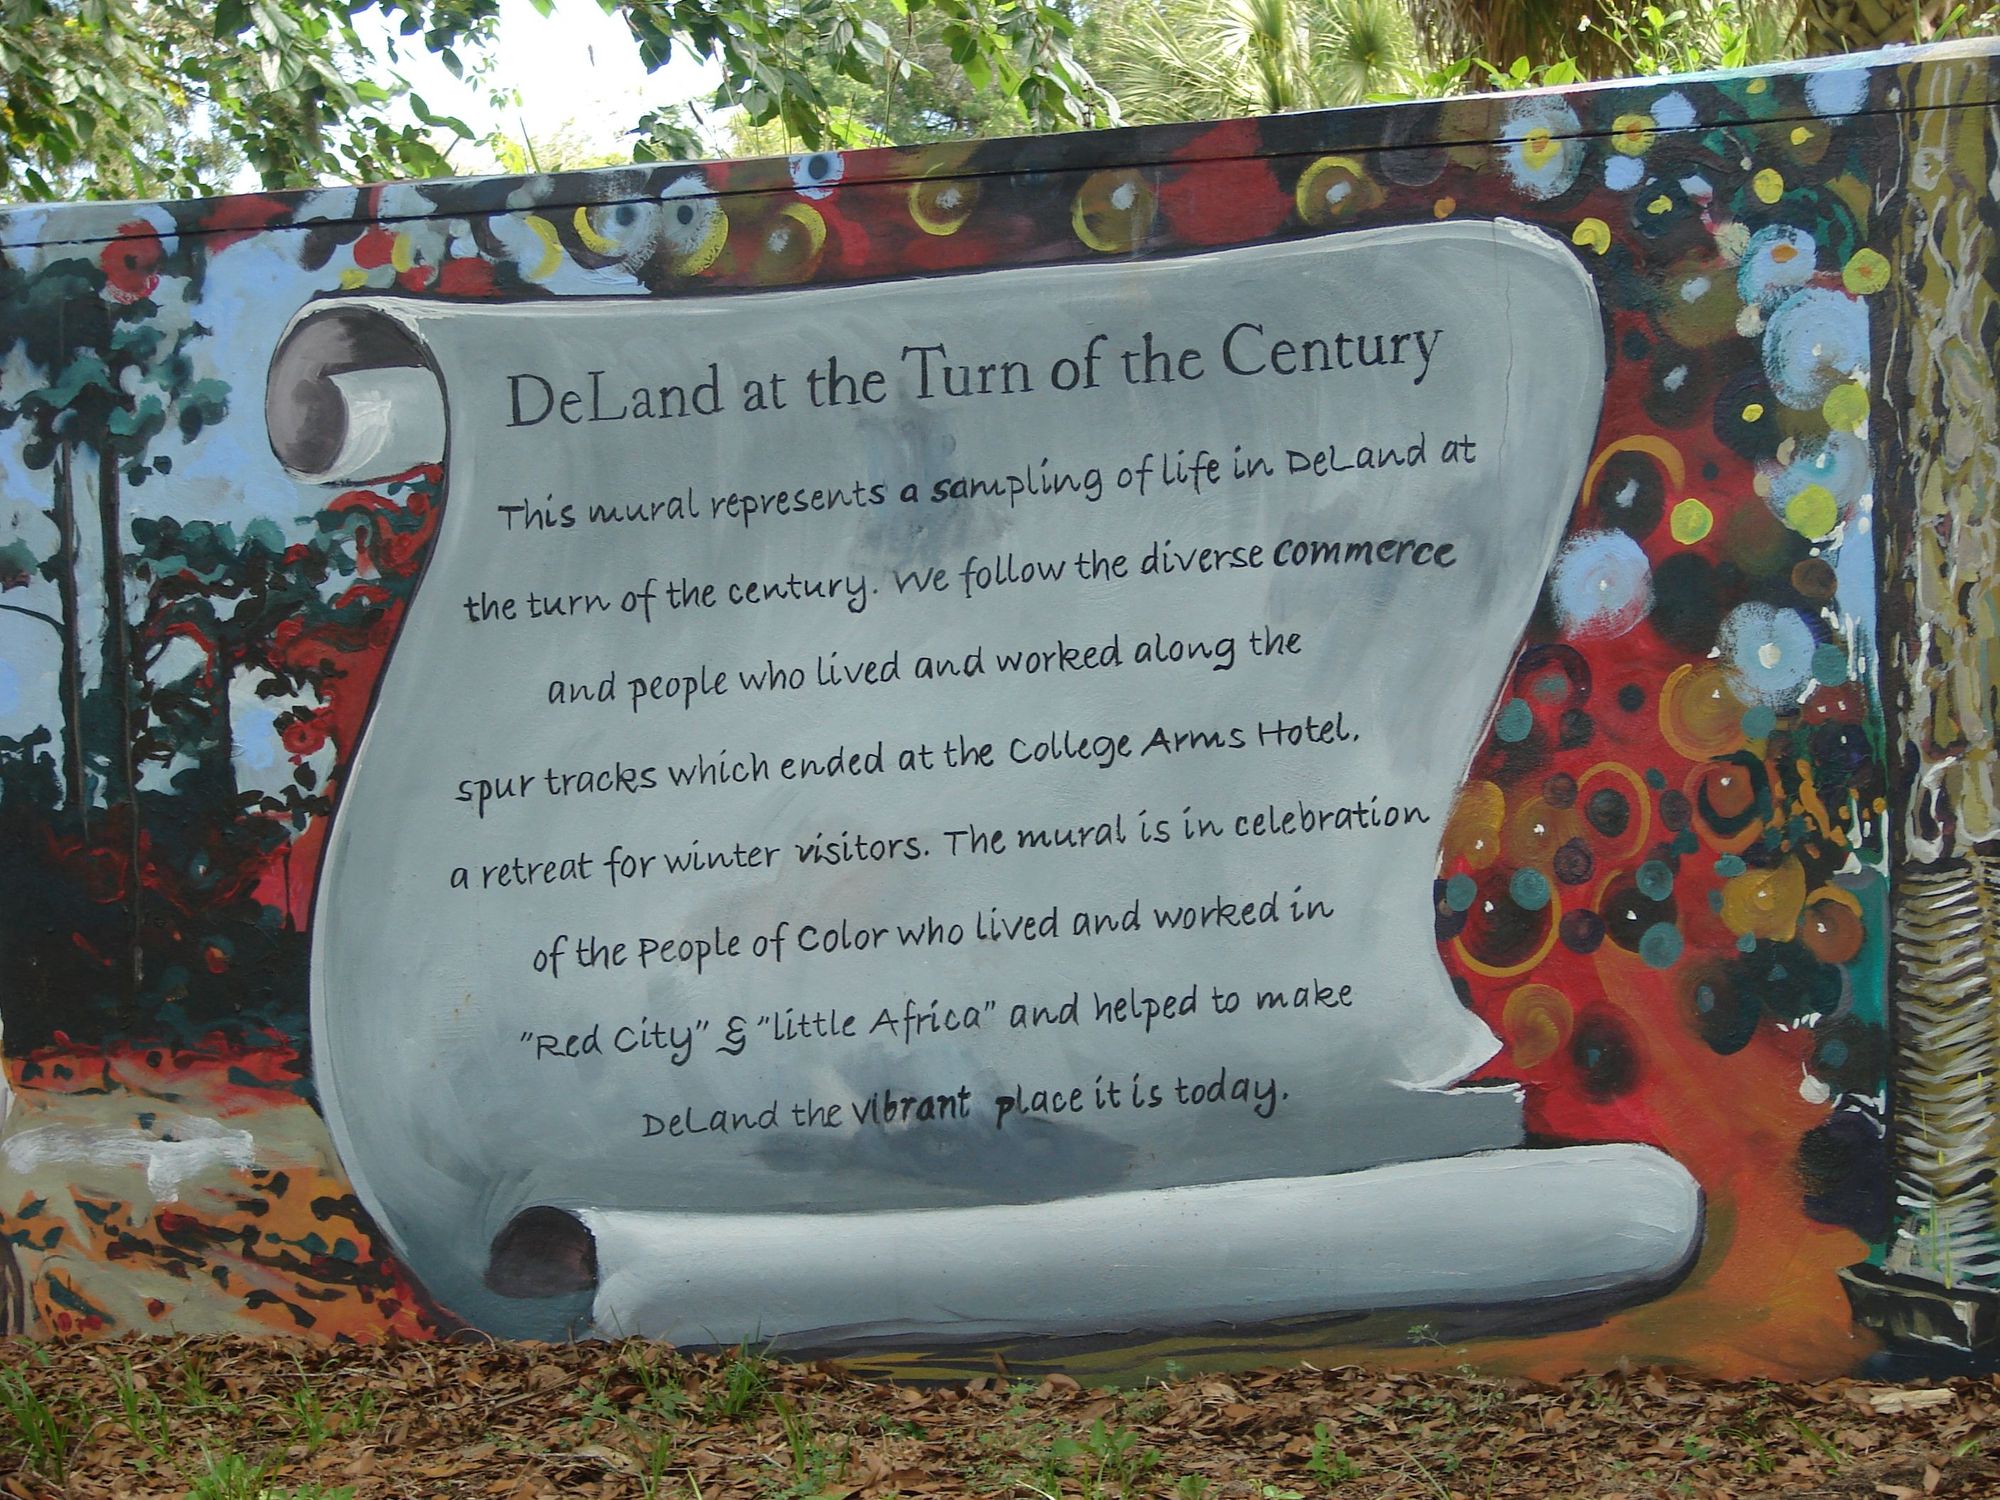 DeLand at the Turn of the Century
This mural represents a sampling of life in DeLand at
the turn of the century. We follow the diverse commerce
and people who lived and worked along the
spur tracks which ended at the College Arms Hotel,
a retreat for winter visitors. The mural is in celebration
of the People of Color who lived and worked in
"Red City" & "little Africa" and helped to make
DeLand the vibrant place it is today.